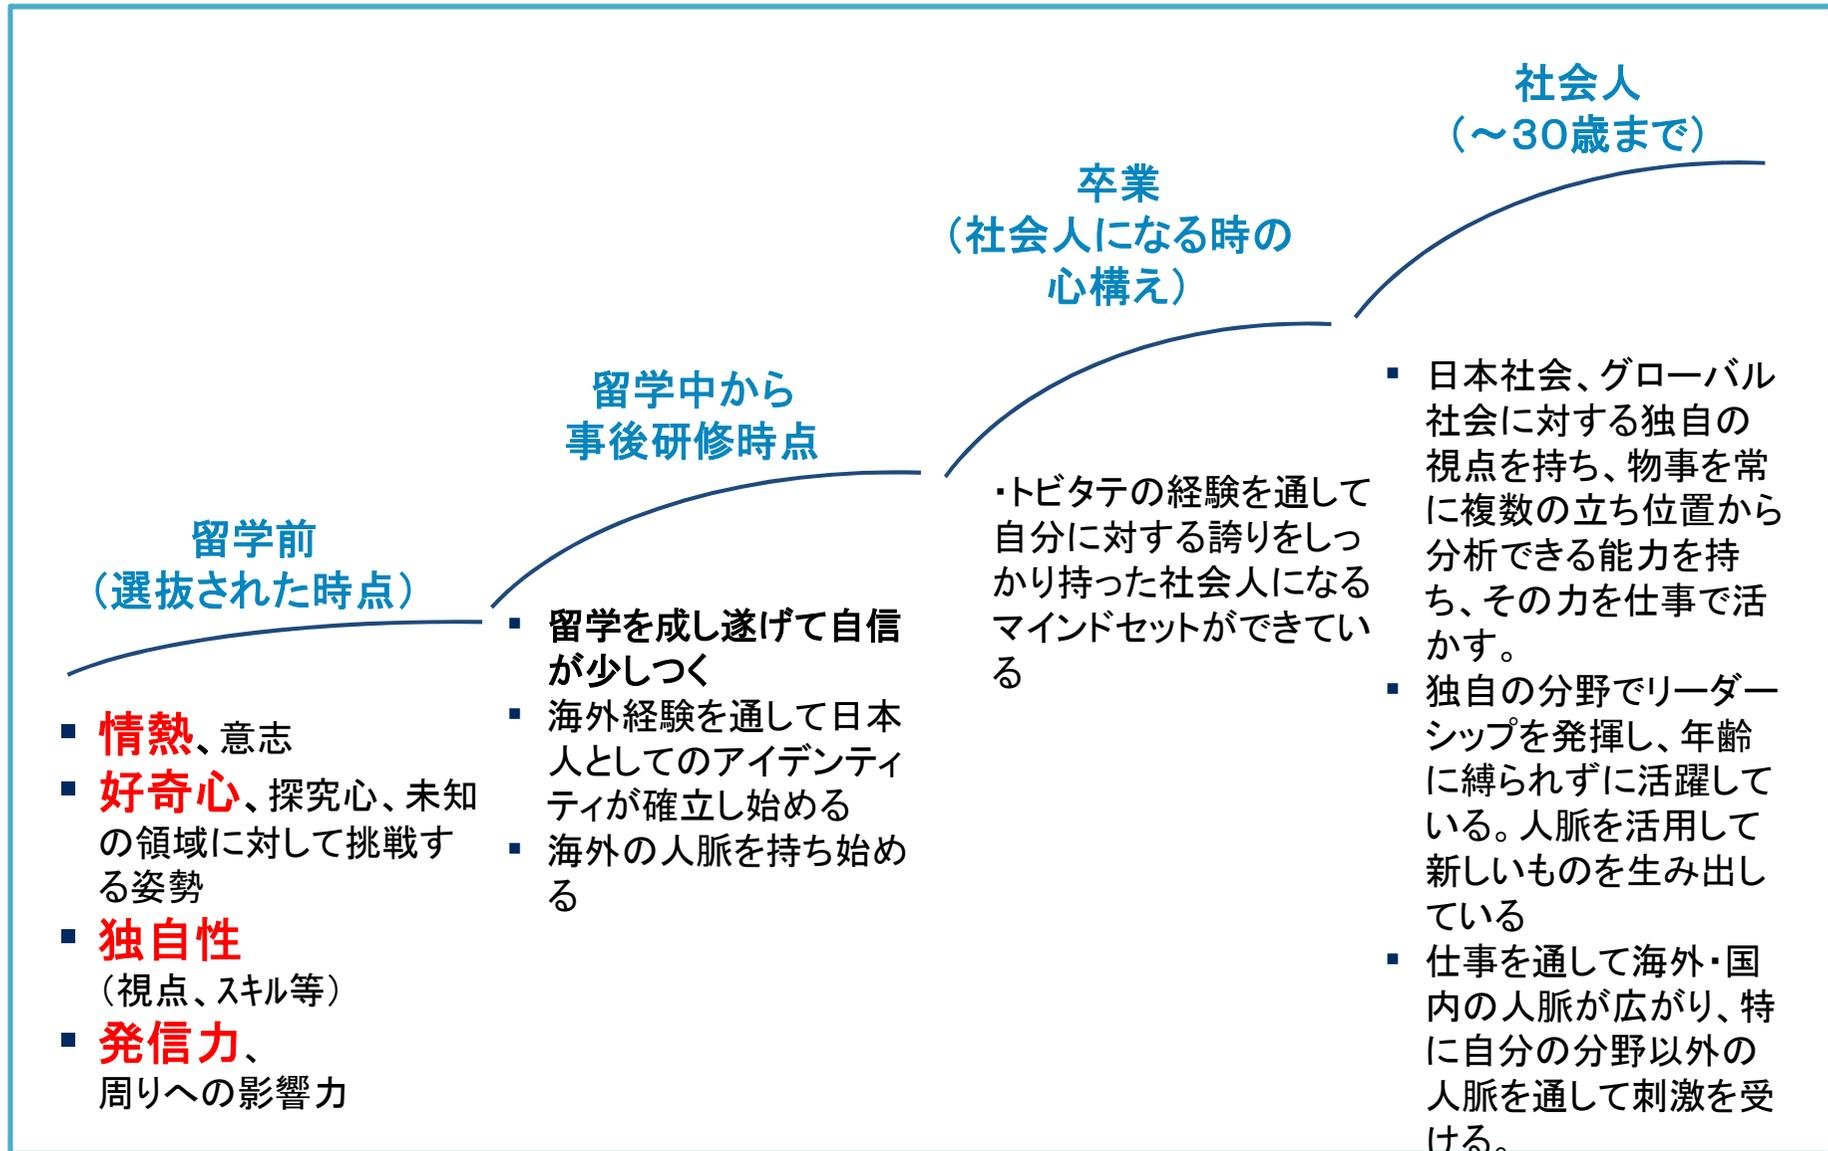 留学前
（選抜された時点）
▪ 情熱、意志
▪ 好奇心、探究心、未知
の領域に対して挑戦す
る姿勢
▪ 独自性
（視点、スキル等）
▪ 発信力、
周りへの影響力
留学中から
事後研修時点
▪ 留学を成し遂げて自信
が少しつく
▪ 海外経験を通して日本
人としてのアイデンティ
ティが確立し始める
▪ 海外の人脈を持ち始め
る
卒業
（社会人になる時の
心構え）
・トビタテの経験を通して
自分に対する誇りをしっ
かり持った社会人になる
マインドセットができてい
る
社会人
（～30歳まで）
▪ 日本社会、グローバル
社会に対する独自の
視点を持ち、物事を常
に複数の立ち位置から
分析できる能力を持
ち、その力を仕事で活
かす。
▪ 独自の分野でリーダー
シップを発揮し、年齢
に縛られずに活躍して
いる。人脈を活用して
新しいものを生み出し
ている
▪ 仕事を通して海外・国
内の人脈が広がり、特
に自分の分野以外の
人脈を通して刺激を受
ける。